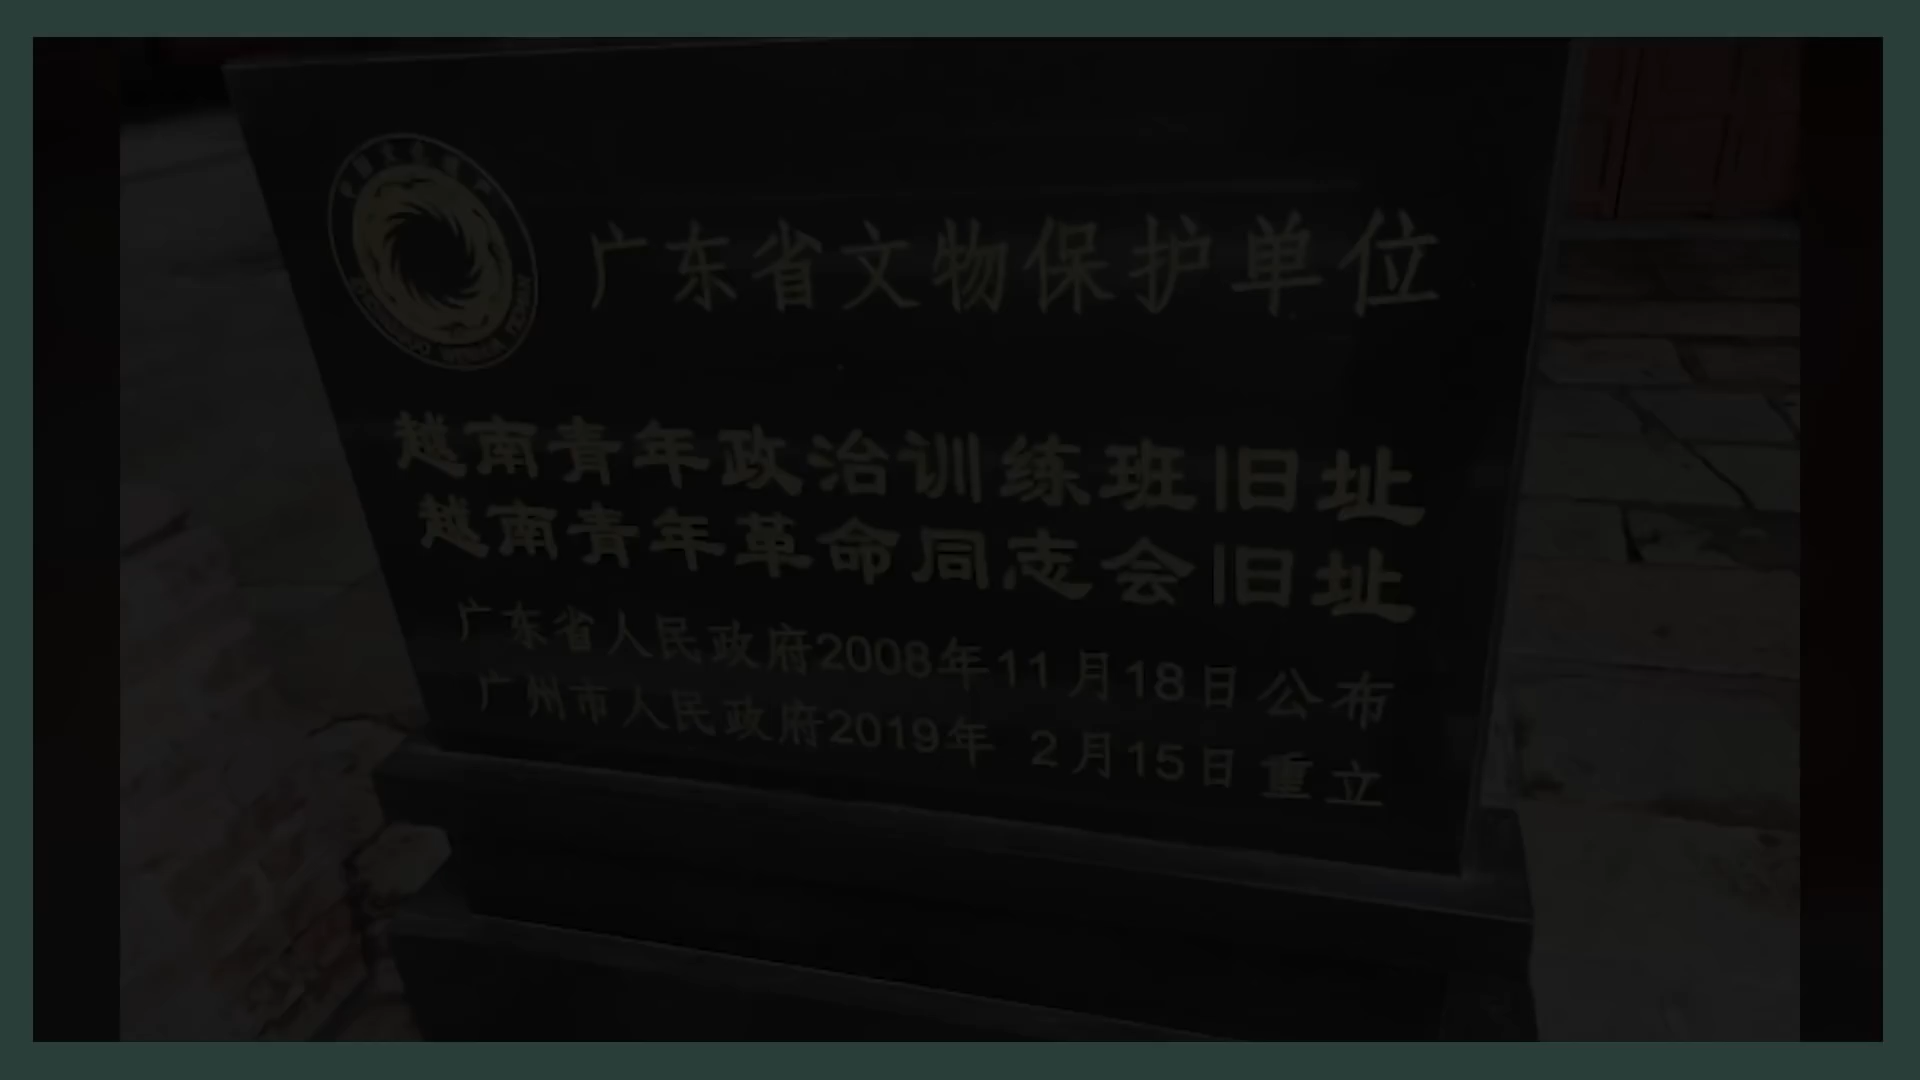 广东省文物保护单位
越南青年政治训练班旧址
越南青年革命同志会旧址
广东省人民政府2008年11月18日 公布
广州市人民政府2019年 2月15日 重立